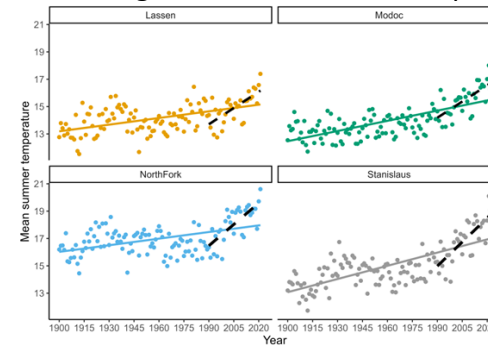 Lassen
Modoc
21
19
17
15
13
Mean summer temperature
NorthFork
Stanislaus
21
19
17
15
13
1900 1915 1930 1945 1960 1975 1990 2005 2020
1900 1915 1930 1945 1960 1975 1990 2005
Year